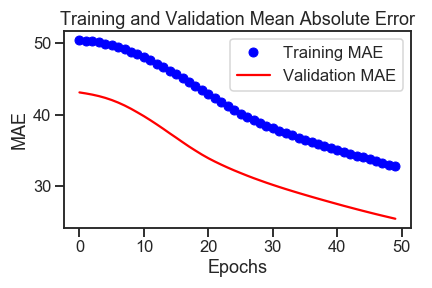 Training and Validation Mean Absolute Error
Training MAE
Validation MAE
MAE
50
40
30
0 10 20 30 40 50
Epochs